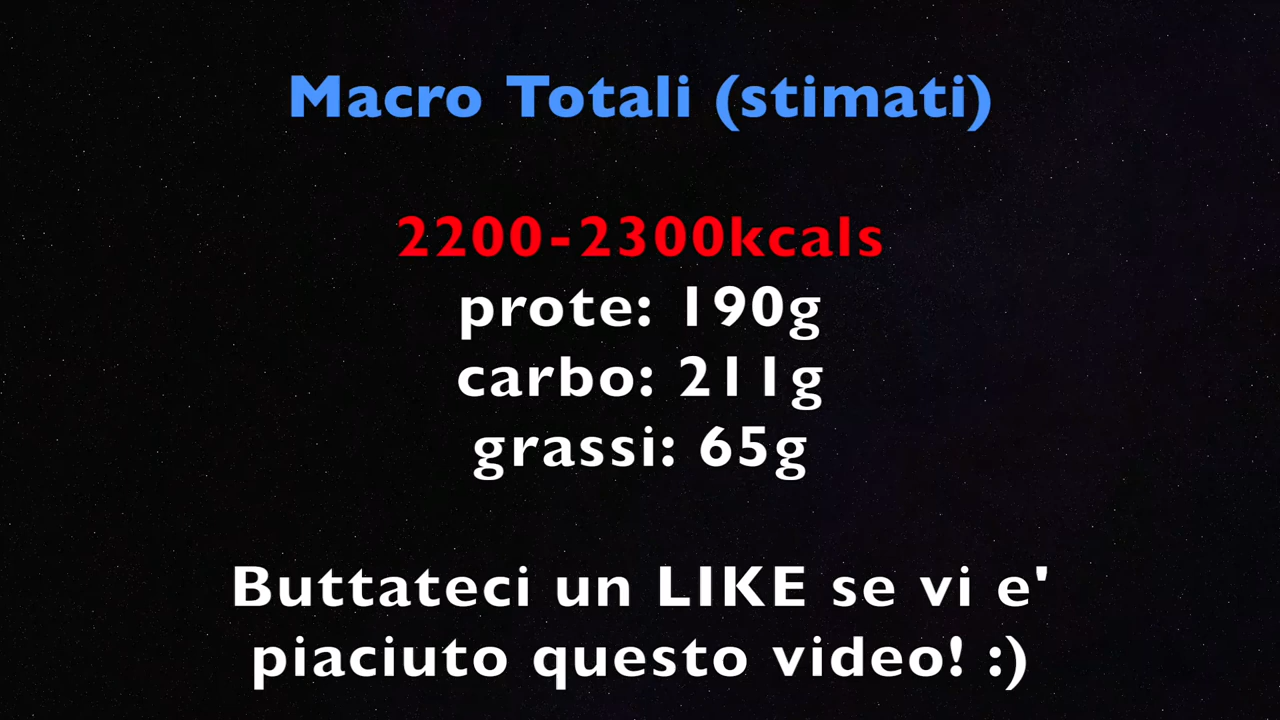 Macro Totali (stimati)
2200-2300kcals
prote: 190g
carbo: 211g
grassi: 65g
Buttateci un LIKE se vi e'
piaciuto questo video! :)